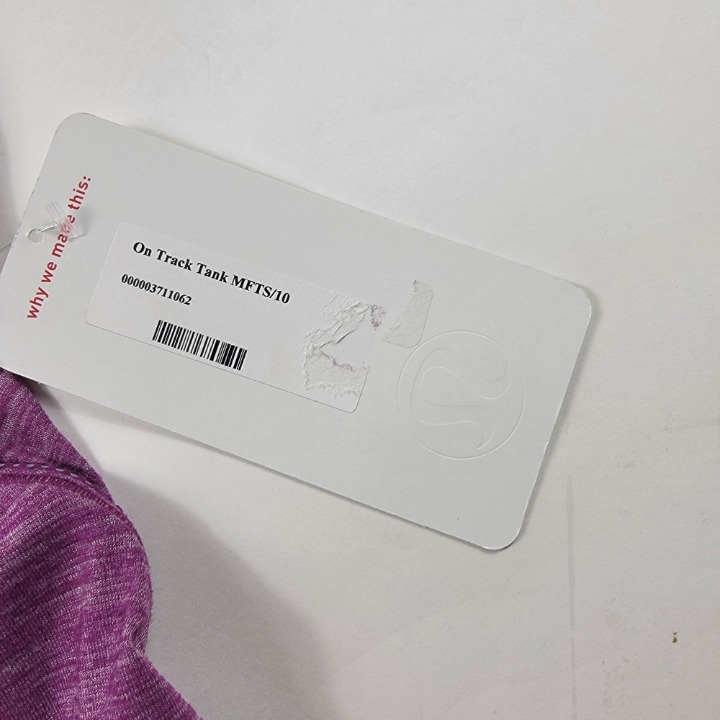 why we made this:
On Track Tank MFTS/10
000003711062